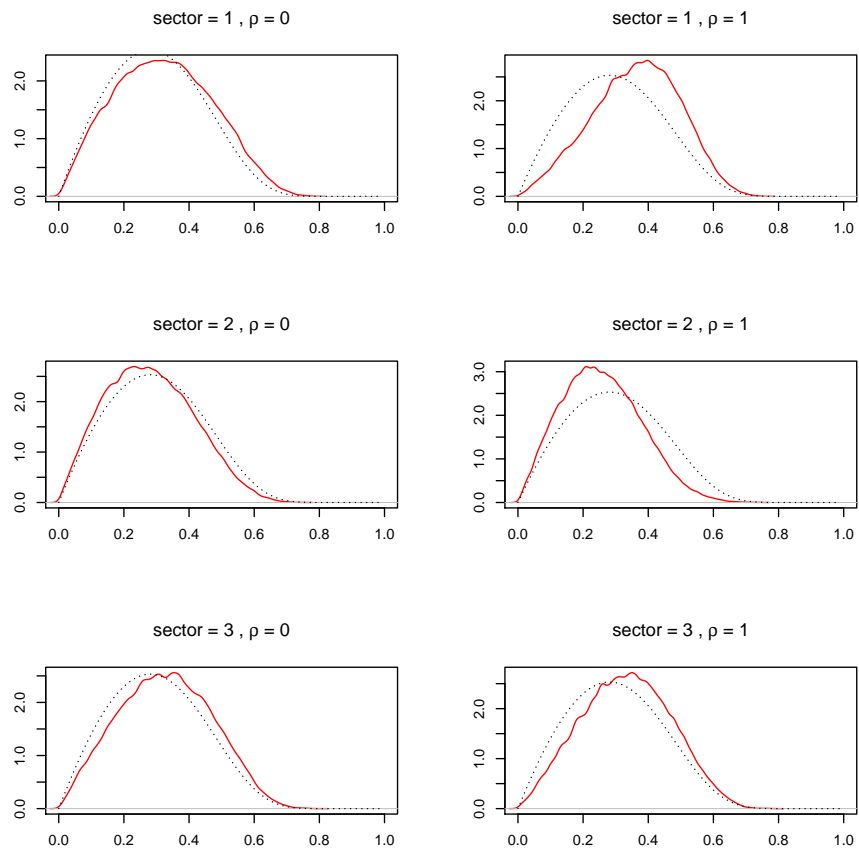 sector = 1 , ρ = 0
sector = 1 , ρ = 1
0.0 1.0 2.0
0.0 0.2 0.4 0.6 0.8 1.0
0.0 1.0 2.0
0.0 0.2 0.4 0.6 0.8 1.0
sector = 2 , ρ = 0
sector = 2 , ρ = 1
0.0 1.0 2.0
0.0 0.2 0.4 0.6 0.8 1.0
0.0 1.0 2.0 3.0
0.0 0.2 0.4 0.6 0.8 1.0
sector = 3 , ρ = 0
sector = 3 , ρ = 1
0.0 1.0 2.0
0.0 0.2 0.4 0.6 0.8 1.0
0.0 1.0 2.0
0.0 0.2 0.4 0.6 0.8 1.0